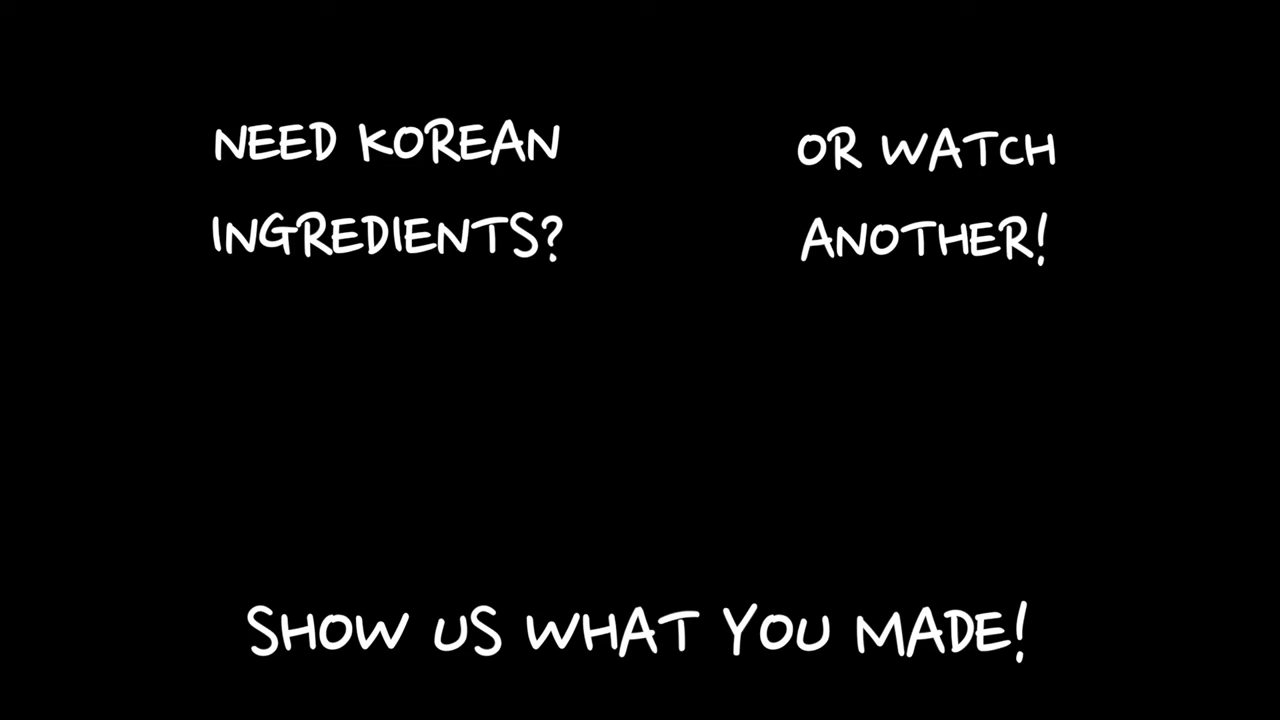 NEED KOREAN
INGREDIENTS?
OR WATCH
ANOTHER!
SHOW US WHAT YOU MADE!